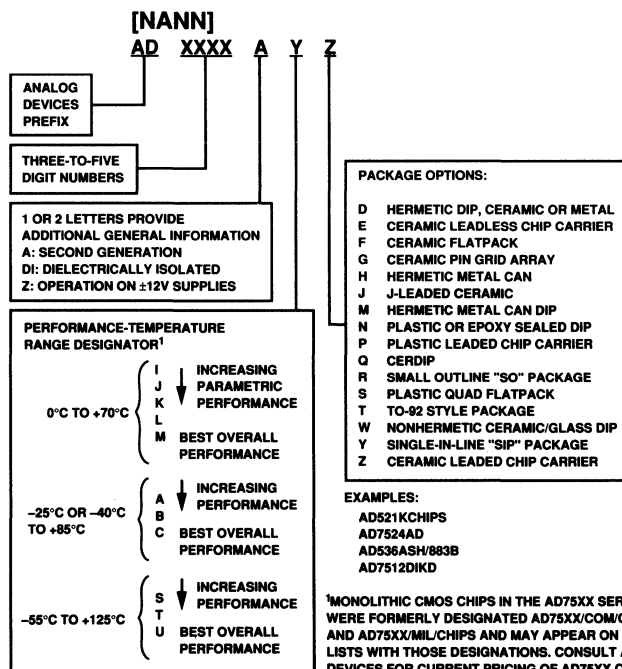 [NANN]
AD XXXX A Y Z
ANALOG
DEVICES
PREFIX
THREE-TO-FIVE
DIGIT NUMBERS
1 OR 2 LETTERS PROVIDE
ADDITIONAL GENERAL INFORMATION
A: SECOND GENERATION
DI: DIELECTRICALLY ISOLATED
Z: OPERATION ON ±12V SUPPLIES
PERFORMANCE-TEMPERATURE
RANGE DESIGNATOR¹
0°C TO +70°C
I
J
K
L
M
INCREASING
PARAMETRIC
PERFORMANCE
BEST OVERALL
PERFORMANCE
–25°C OR –40°C
TO +85°C
A
B
C
INCREASING
PERFORMANCE
BEST OVERALL
PERFORMANCE
–55°C TO +125°C
S
T
U
INCREASING
PERFORMANCE
BEST OVERALL
PERFORMANCE
PACKAGE OPTIONS:
D HERMETIC DIP, CERAMIC OR METAL
E CERAMIC LEADLESS CHIP CARRIER
F CERAMIC FLATPACK
G CERAMIC PIN GRID ARRAY
H HERMETIC METAL CAN
J J-LEADED CERAMIC
M HERMETIC METAL CAN DIP
N PLASTIC OR EPOXY SEALED DIP
P PLASTIC LEADED CHIP CARRIER
Q CERDIP
R SMALL OUTLINE "SO" PACKAGE
S PLASTIC QUAD FLATPACK
T TO-92 STYLE PACKAGE
W NONHERMETIC CERAMIC/GLASS DIP
Y SINGLE-IN-LINE "SIP" PACKAGE
Z CERAMIC LEADED CHIP CARRIER
EXAMPLES:
AD521KCHIPS
AD7524AD
AD536ASH/883B
AD7512DIKD
¹MONOLITHIC CMOS CHIPS IN THE AD75XX SER
WERE FORMERLY DESIGNATED AD75XX/COM/
AND AD75XX/MIL/CHIPS AND MAY APPEAR ON
LISTS WITH THOSE DESIGNATIONS. CONSULT
DEVICES FOR CURRENT PRICING OF AD75XX